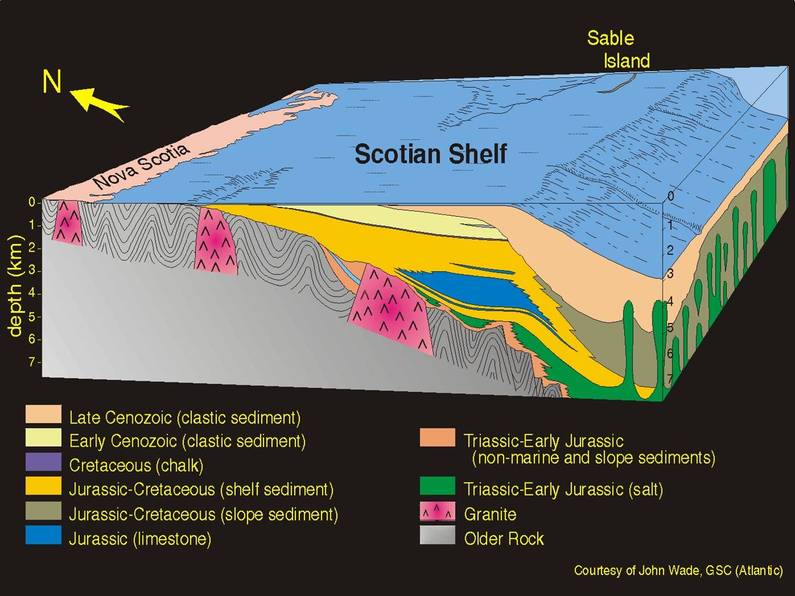 Sable
Island
N
Nova Scotia
Scotian Shelf
depth (km)
0
1
2
3
4
5
6
7
0
1
2
3
4
5
6
7
Late Cenozoic (clastic sediment)
Early Cenozoic (clastic sediment)
Cretaceous (chalk)
Jurassic-Cretaceous (shelf sediment)
Jurassic-Cretaceous (slope sediment)
Jurassic (limestone)
Triassic-Early Jurassic
(non-marine and slope sediments)
Triassic-Early Jurassic (salt)
Granite
Older Rock
Courtesy of John Wade, GSC (Atlantic)